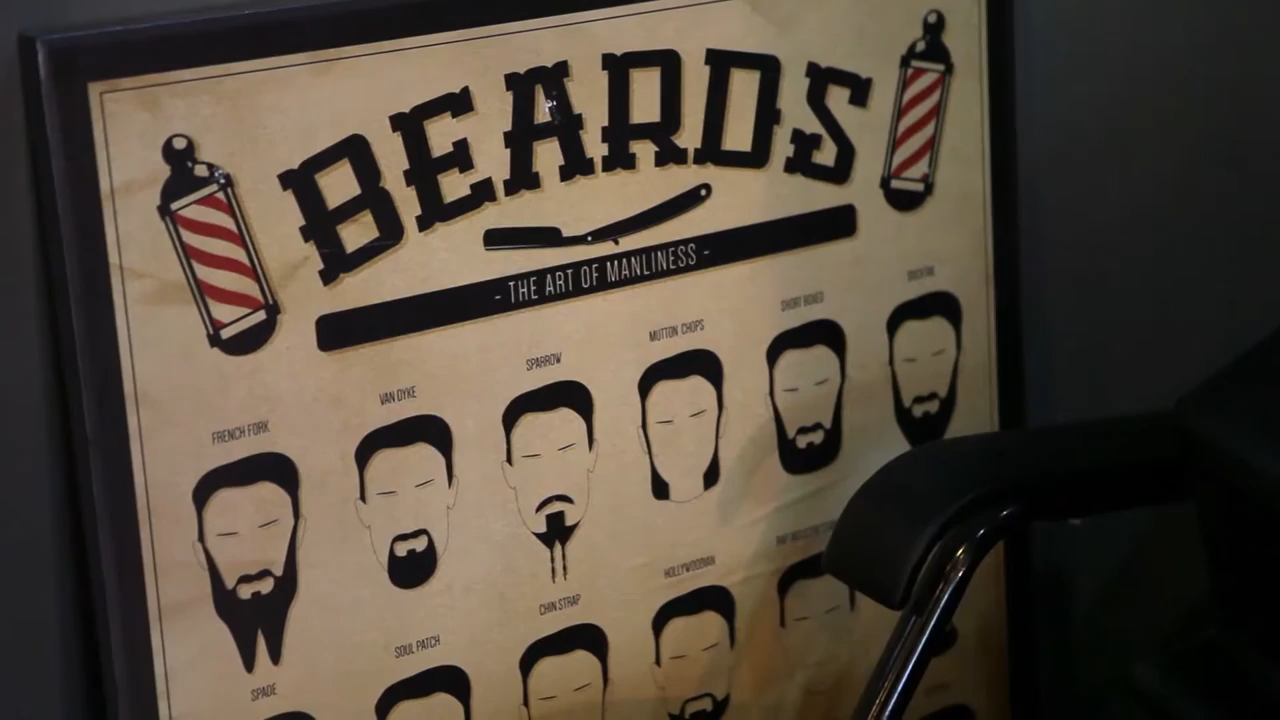 BEARDS
- THE ART OF MANLINESS -
FRENCH FORK
VAN DYKE
SPARROW
MUTTON CHOPS
SHORT BOXED
SPADE
SOUL PATCH
CHIN STRAP
HOLLYWOODIAN